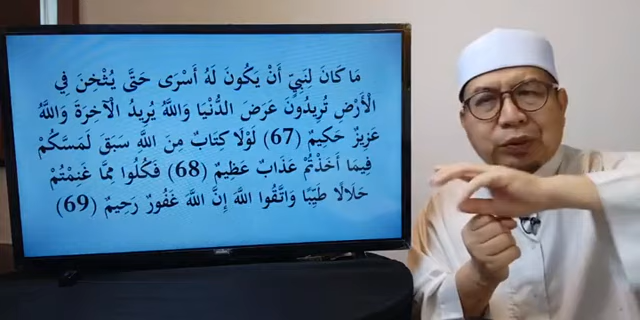 مَا كَانَ لِنَبِيٍّ أَنْ يَكُونَ لَهُ أَسْرَى حَتَّى يُثْخِنَ فِي
الْأَرْضِ تُرِيدُونَ عَرَضَ الدُّنْيَا وَاللَّهُ يُرِيدُ الْآخِرَةَ وَاللَّهُ
عَزِيزٌ حَكِيمٌ (67) لَوْلَا كِتَابٌ مِنَ اللَّهِ سَبَقَ لَمَسَّكُمْ
فِيمَا أَخَذْتُمْ عَذَابٌ عَظِيمٌ (68) فَكُلُوا مِمَّا غَنِمْتُمْ
حَلَالًا طَيِّبًا وَاتَّقُوا اللَّهَ إِنَّ اللَّهَ غَفُورٌ رَحِيمٌ (69)